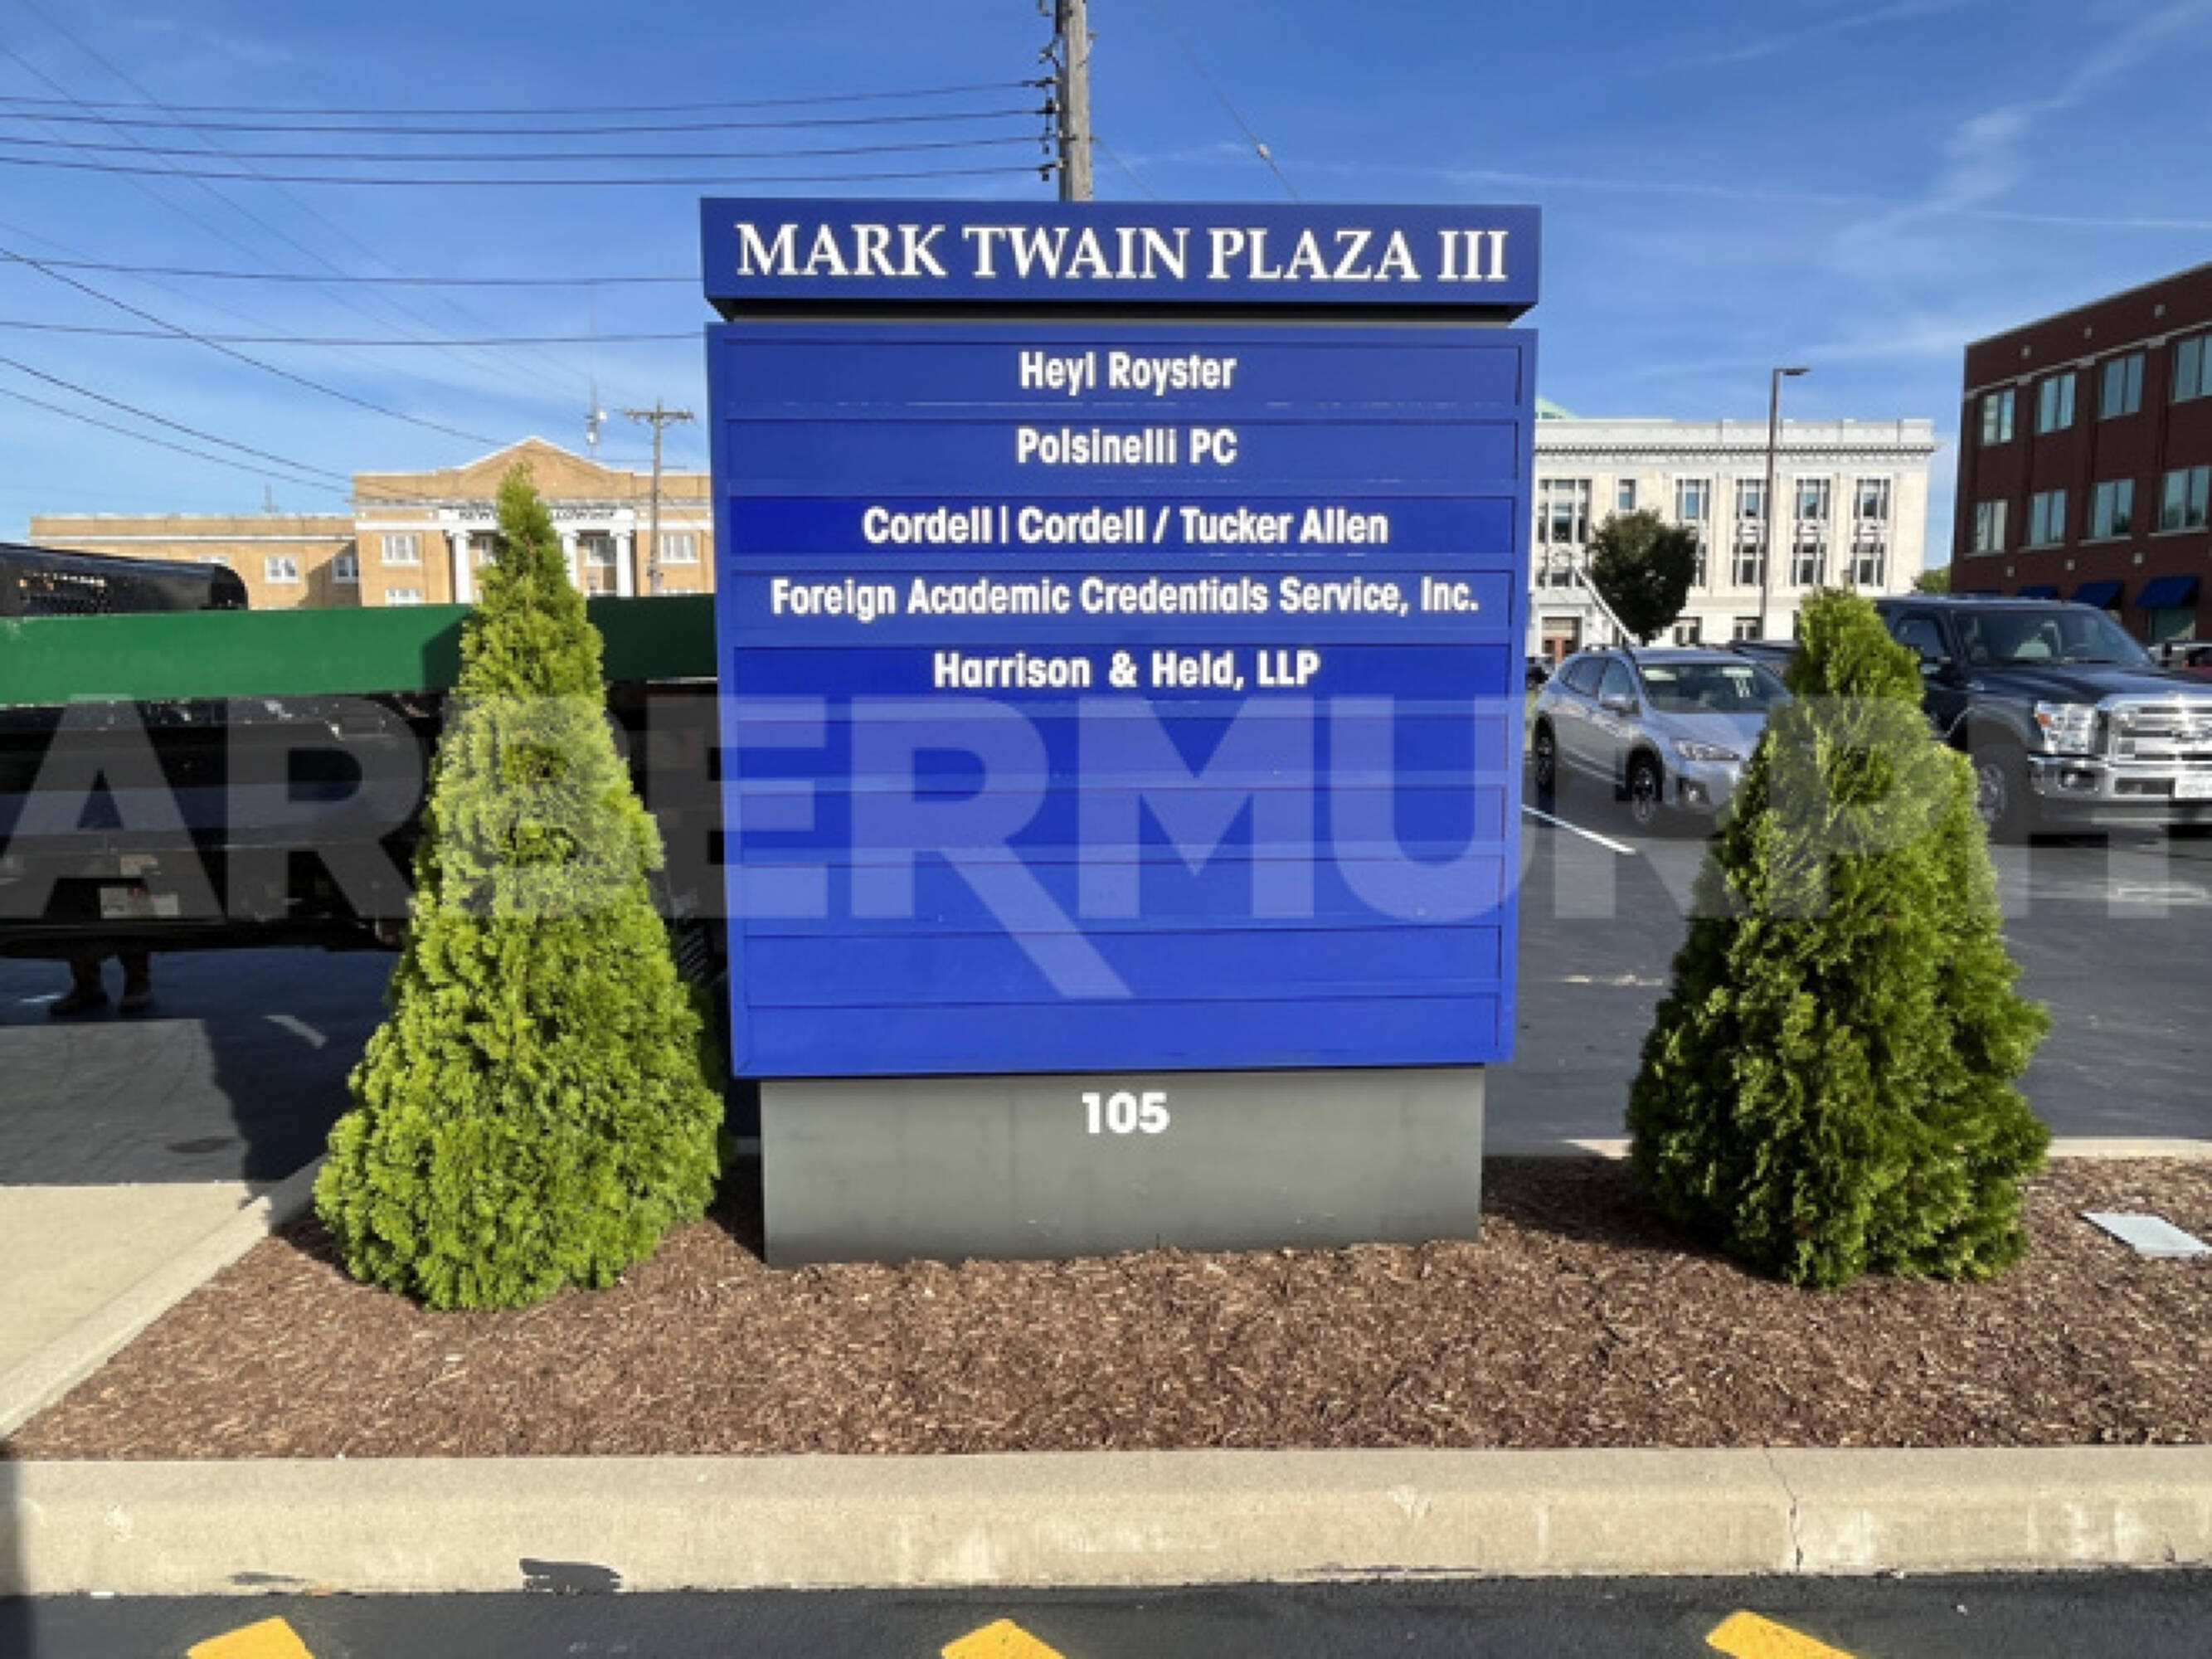 MARK TWAIN PLAZA III
Heyl Royster
Polsinelli PC
Cordell | Cordell / Tucker Allen
Foreign Academic Credentials Service, Inc.
Harrison & Held, LLP
BARBERMURPHY
105